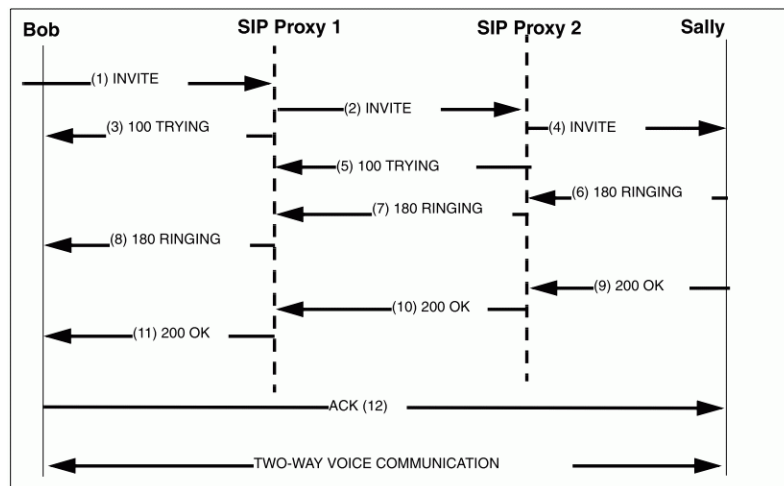 Bob SIP Proxy 1 SIP Proxy 2 Sally
(1) INVITE
(2) INVITE
(3) 100 TRYING
(4) INVITE
(5) 100 TRYING
(6) 180 RINGING
(7) 180 RINGING
(8) 180 RINGING
(9) 200 OK
(10) 200 OK
(11) 200 OK
ACK (12)
TWO-WAY VOICE COMMUNICATION